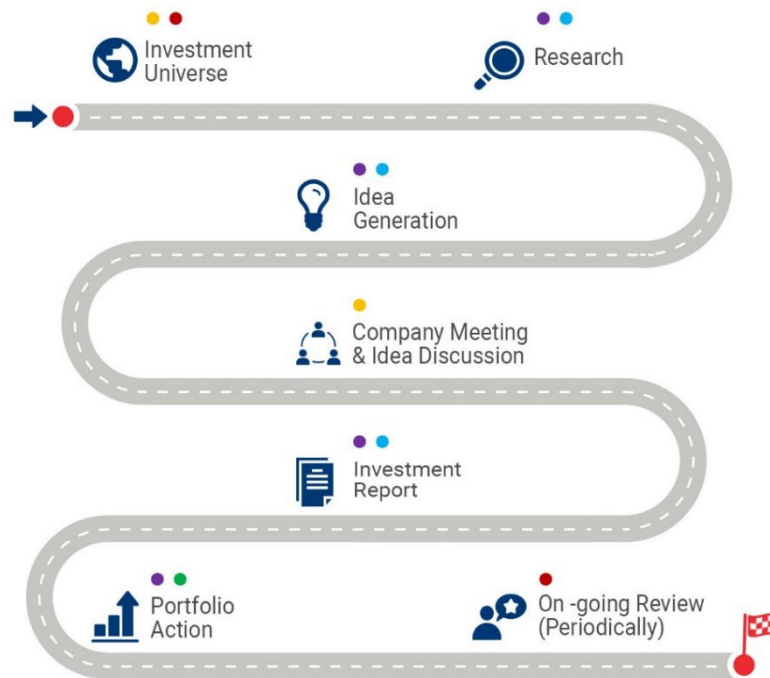 Investment
Universe
Research
Idea
Generation
Company Meeting
& Idea Discussion
Investment
Report
Portfolio
Action
On -going Review
(Periodically)